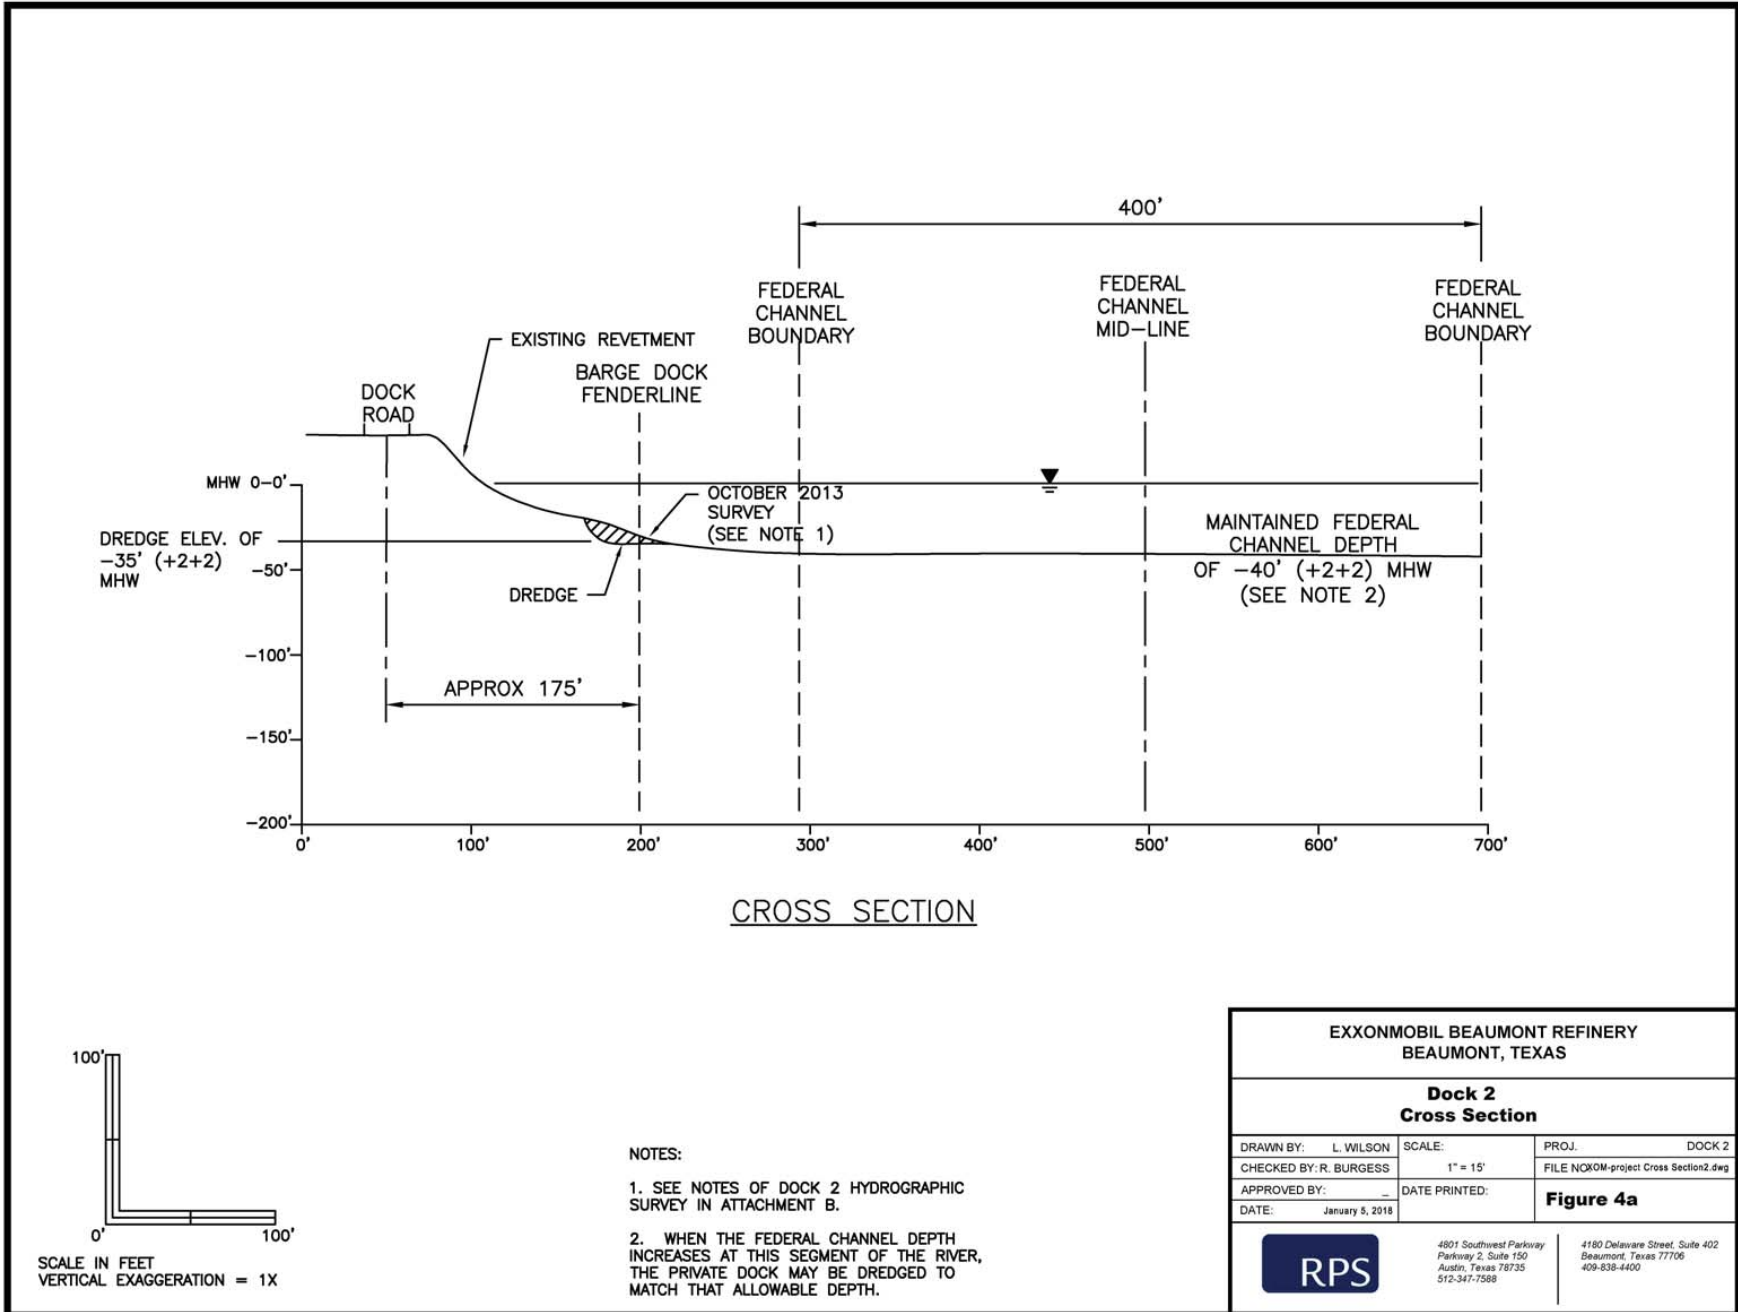 400'
FEDERAL
CHANNEL
BOUNDARY
FEDERAL
CHANNEL
MID-LINE
FEDERAL
CHANNEL
BOUNDARY
EXISTING REVETMENT
BARGE DOCK
FENDERLINE
DOCK
ROAD
MHW 0-0'
OCTOBER 2013
SURVEY
(SEE NOTE 1)
DREDGE ELEV. OF
-35' (+2+2)
MHW
MAINTAINED FEDERAL
CHANNEL DEPTH
OF -40' (+2+2) MHW
(SEE NOTE 2)
-50'
DREDGE
-100'
APPROX 175'
-150'
-200'
0' 100' 200' 300' 400' 500' 600' 700'
CROSS SECTION
100'
0' 100'
SCALE IN FEET
VERTICAL EXAGGERATION = 1X
NOTES:
1. SEE NOTES OF DOCK 2 HYDROGRAPHIC
SURVEY IN ATTACHMENT B.
2. WHEN THE FEDERAL CHANNEL DEPTH
INCREASES AT THIS SEGMENT OF THE RIVER,
THE PRIVATE DOCK MAY BE DREDGED TO
MATCH THAT ALLOWABLE DEPTH.
EXXONMOBIL BEAUMONT REFINERY
BEAUMONT, TEXAS
Dock 2
Cross Section
DRAWN BY: L. WILSON SCALE: PROJ. DOCK 2
CHECKED BY: R. BURGESS 1" = 15' FILE NO XOM-project Cross Section2.dwg
APPROVED BY: _ DATE PRINTED: Figure 4a
DATE: January 5, 2018
RPS
4801 Southwest Parkway
Parkway 2, Suite 150
Austin, Texas 78735
512-347-7588
4180 Delaware Street, Suite 402
Beaumont, Texas 77706
409-838-4400